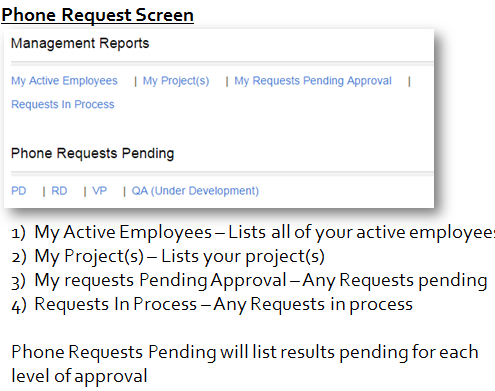 Phone Request Screen
Management Reports
My Active Employees | My Project(s) | My Requests Pending Approval |
Requests In Process
Phone Requests Pending
PD | RD | VP | QA (Under Development)
1) My Active Employees – Lists all of your active employees
2) My Project(s) – Lists your project(s)
3) My requests Pending Approval – Any Requests pending
4) Requests In Process – Any Requests in process
Phone Requests Pending will list results pending for each
level of approval